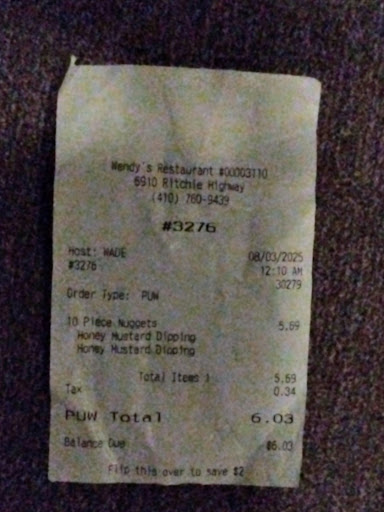 Wendy's Restaurant #00003110
6910 Ritchie Highway
(410) 760-9439
#3276
Host: WADE 08/03/2025
#3276 12:10 AM
30279
Order Type: PUW
10 Piece Nuggets 5.69
Honey Mustard Dipping
Honey Mustard Dipping
Total Items 1 5.69
Tax 0.34
PUW Total 6.03
Balance Due $6.03
Flip this over to save $2